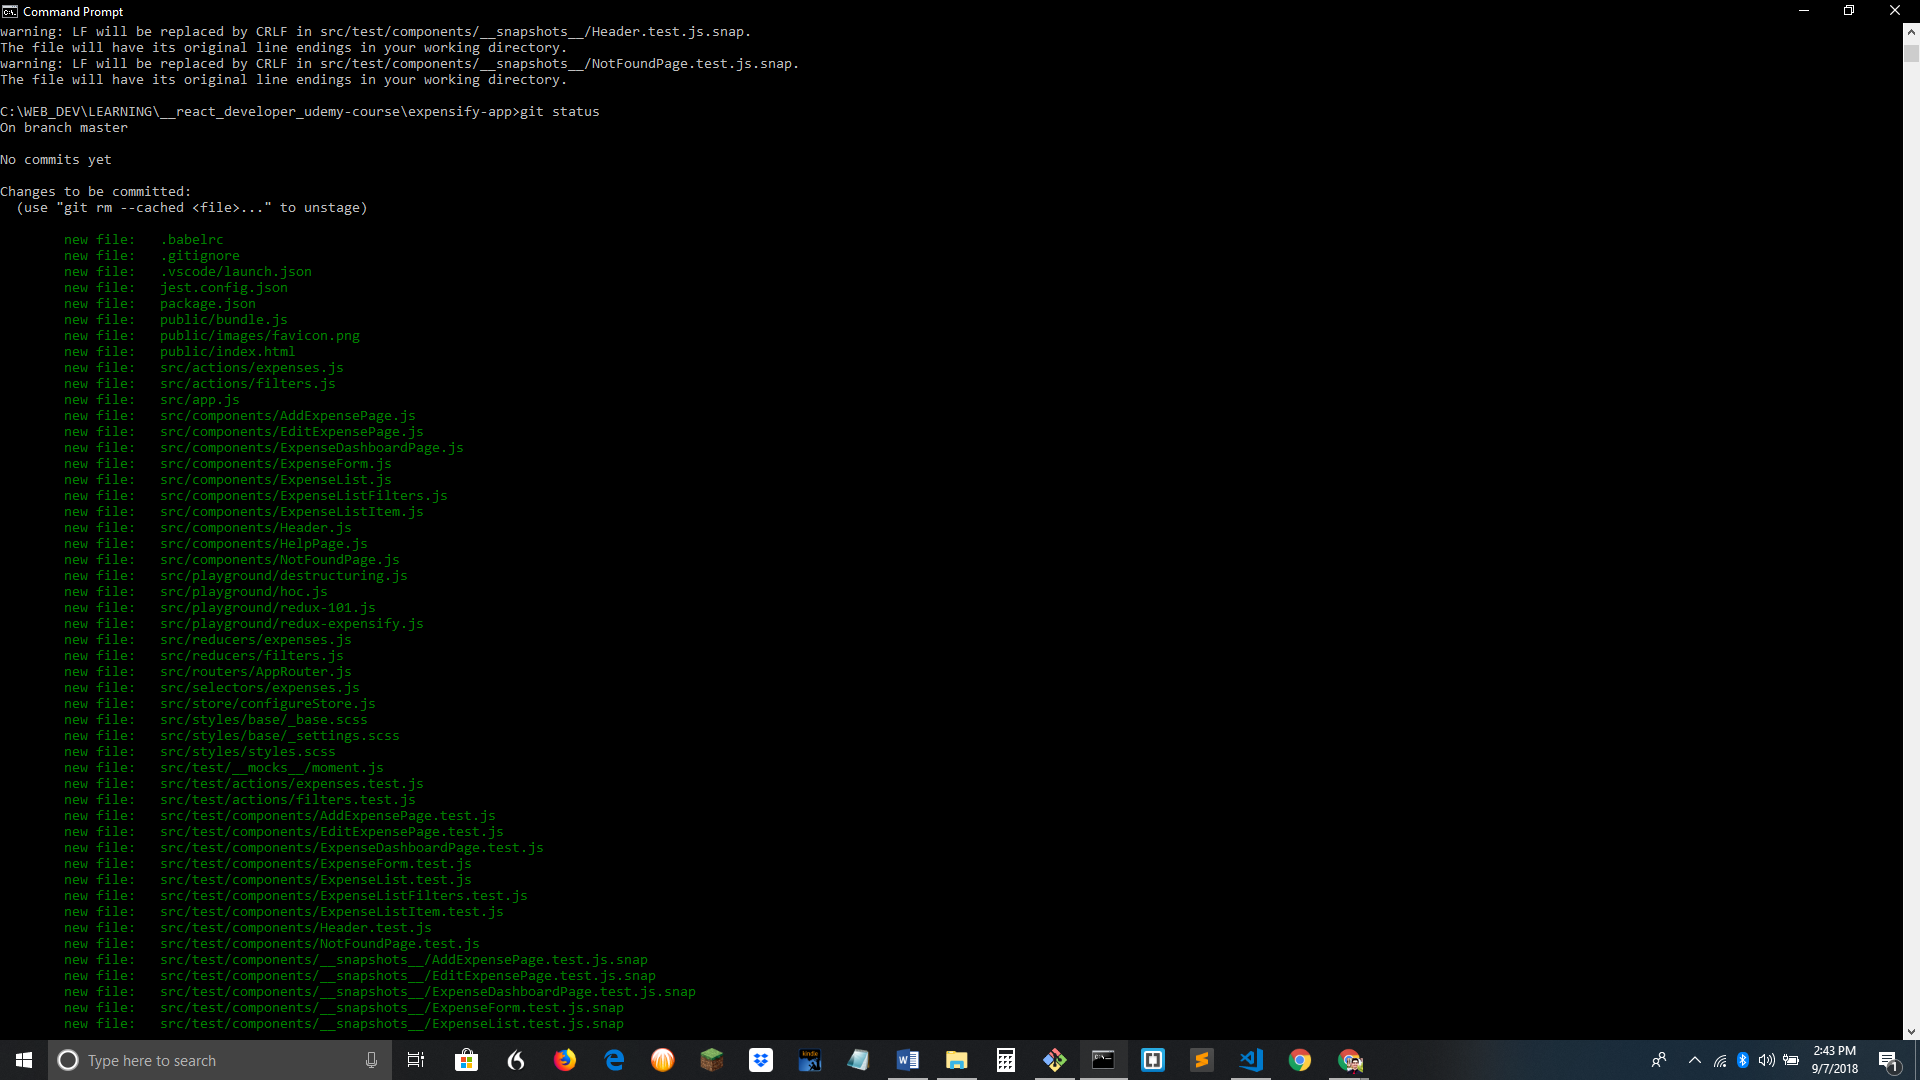 Command Prompt
warning: LF will be replaced by CRLF in src/test/components/__snapshots__/Header.test.js.snap.
The file will have its original line endings in your working directory.
warning: LF will be replaced by CRLF in src/test/components/__snapshots__/NotFoundPage.test.js.snap.
The file will have its original line endings in your working directory.
C:\WEB_DEV\LEARNING\__react_developer_udemy-course\expensify-app>git status
On branch master
No commits yet
Changes to be committed:
(use "git rm --cached <file>..." to unstage)
new file: .babelrc
new file: .gitignore
new file: .vscode/launch.json
new file: jest.config.json
new file: package.json
new file: public/bundle.js
new file: public/images/favicon.png
new file: public/index.html
new file: src/actions/expenses.js
new file: src/actions/filters.js
new file: src/app.js
new file: src/components/AddExpensePage.js
new file: src/components/EditExpensePage.js
new file: src/components/ExpenseDashboardPage.js
new file: src/components/ExpenseForm.js
new file: src/components/ExpenseList.js
new file: src/components/ExpenseListFilters.js
new file: src/components/ExpenseListItem.js
new file: src/components/Header.js
new file: src/components/HelpPage.js
new file: src/components/NotFoundPage.js
new file: src/playground/destructuring.js
new file: src/playground/hoc.js
new file: src/playground/redux-101.js
new file: src/playground/redux-expensify.js
new file: src/reducers/expenses.js
new file: src/reducers/filters.js
new file: src/routers/AppRouter.js
new file: src/selectors/expenses.js
new file: src/store/configureStore.js
new file: src/styles/base/_base.scss
new file: src/styles/base/_settings.scss
new file: src/styles/styles.scss
new file: src/test/__mocks__/moment.js
new file: src/test/actions/expenses.test.js
new file: src/test/actions/filters.test.js
new file: src/test/components/AddExpensePage.test.js
new file: src/test/components/EditExpensePage.test.js
new file: src/test/components/ExpenseDashboardPage.test.js
new file: src/test/components/ExpenseForm.test.js
new file: src/test/components/ExpenseList.test.js
new file: src/test/components/ExpenseListFilters.test.js
new file: src/test/components/ExpenseListItem.test.js
new file: src/test/components/Header.test.js
new file: src/test/components/NotFoundPage.test.js
new file: src/test/components/__snapshots__/AddExpensePage.test.js.snap
new file: src/test/components/__snapshots__/EditExpensePage.test.js.snap
new file: src/test/components/__snapshots__/ExpenseDashboardPage.test.js.snap
new file: src/test/components/__snapshots__/ExpenseForm.test.js.snap
new file: src/test/components/__snapshots__/ExpenseList.test.js.snap
Type here to search
kindle
2:43 PM
9/7/2018
1